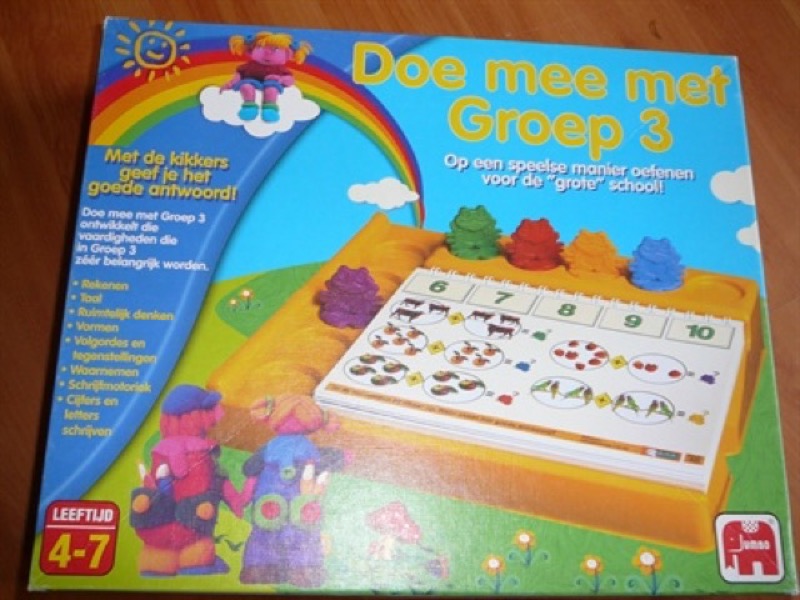 Doe mee met
Groep 3
Op een speelse manier oefenen
voor de "grote" school!
Met de kikkers
geef je het
goede antwoord!
Doe mee met Groep 3
ontwikkelt die
vaardigheden die
in Groep 3
zéér belangrijk worden.
• Rekenen
• Taal
• Ruimtelijk denken
• Vormen
• Volgordes en
tegenstellingen
• Waarnemen
• Schrijfmotoriek
• Cijfers en
letters
schrijven
6 7 8 9 10
LEEFTIJD
4-7
Jumbo